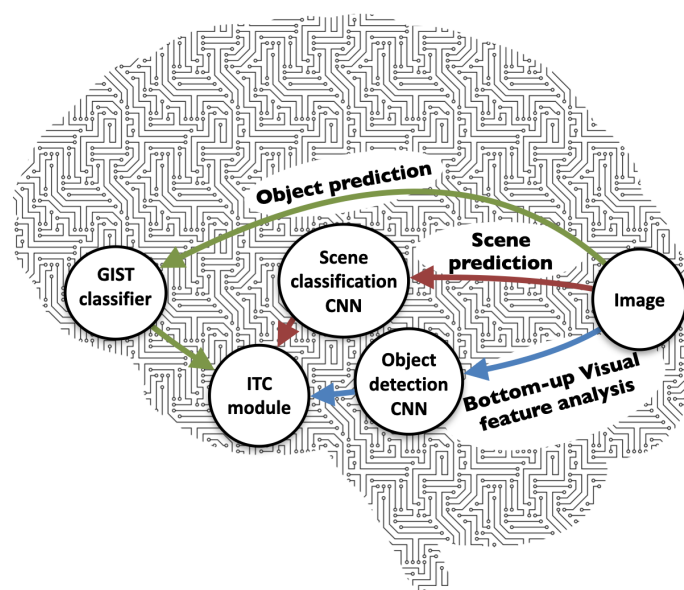 Object prediction
Scene
prediction
GIST
classifier
Scene
classification
CNN
Image
ITC
module
Object
detection
CNN
Bottom-up Visual
feature analysis